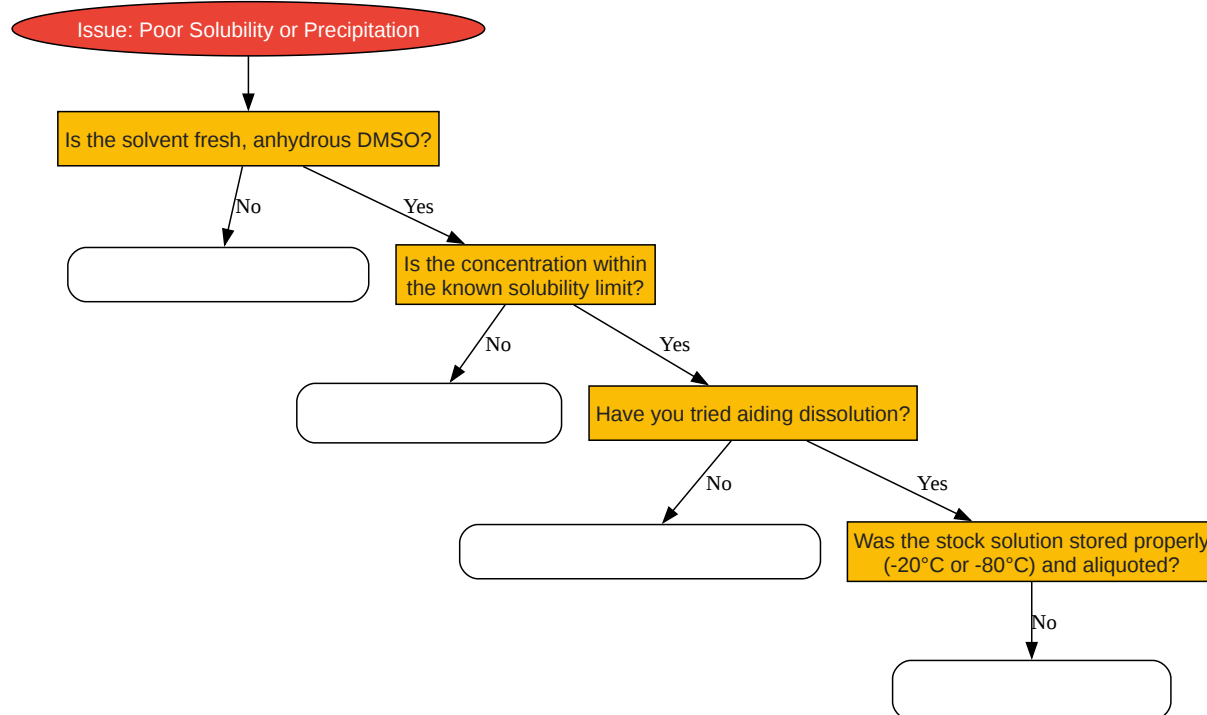 Issue: Poor Solubility or Precipitation
Is the solvent fresh, anhydrous DMSO?
No
Yes
Is the concentration within
the known solubility limit?
No
Yes
Have you tried aiding dissolution?
No
Yes
Was the stock solution stored properly
(-20°C or -80°C) and aliquoted?
No